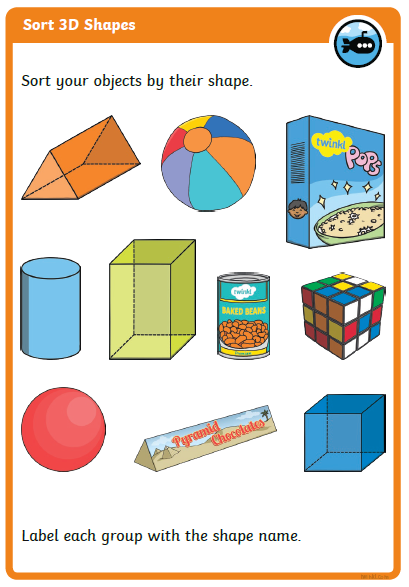 Sort 3D Shapes
Sort your objects by their shape.
twinkl
POPS
twinkl
BAKED BEANS
Pyramid
Chocolates
Label each group with the shape name.